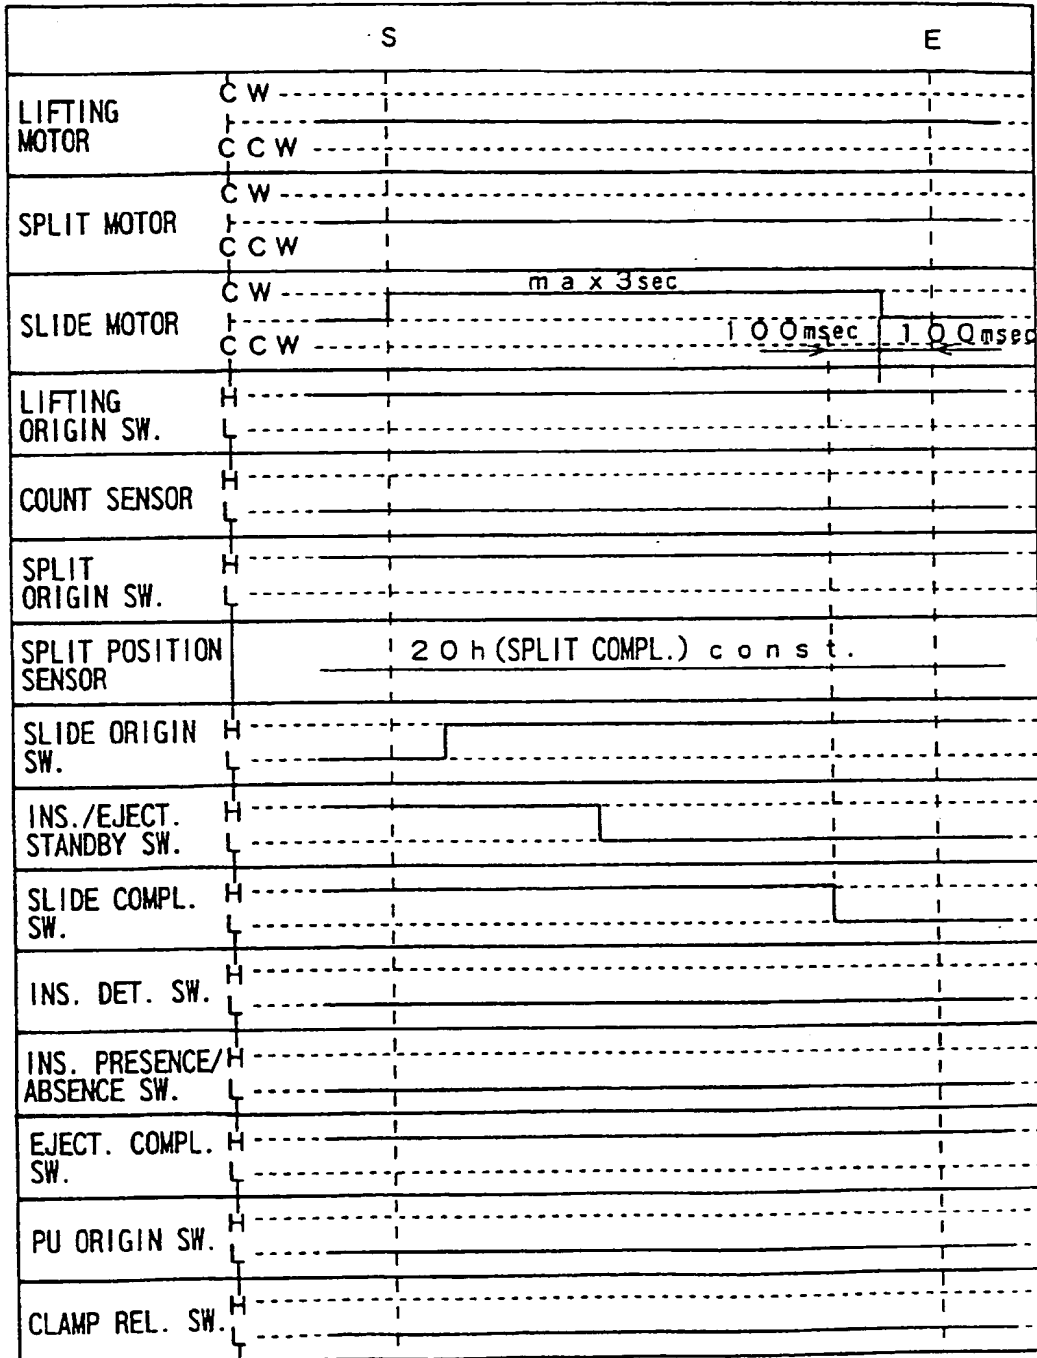 S E
LIFTING CW
MOTOR CCW
CW
SPLIT MOTOR
CCW
CW max 3sec
SLIDE MOTOR 100msec 100msec
CCW
LIFTING H
ORIGIN SW. L
H
COUNT SENSOR
L
SPLIT H
ORIGIN SW. L
SPLIT POSITION 20h(SPLIT COMPL.) const.
SENSOR
SLIDE ORIGIN H
SW. L
INS./EJECT. H
STANDBY SW. L
SLIDE COMPL. H
SW. L
H
INS. DET. SW. L
INS. PRESENCE/ H
ABSENCE SW. L
EJECT. COMPL. H
SW. L
H
PU ORIGIN SW. L
H
CLAMP REL. SW.
L